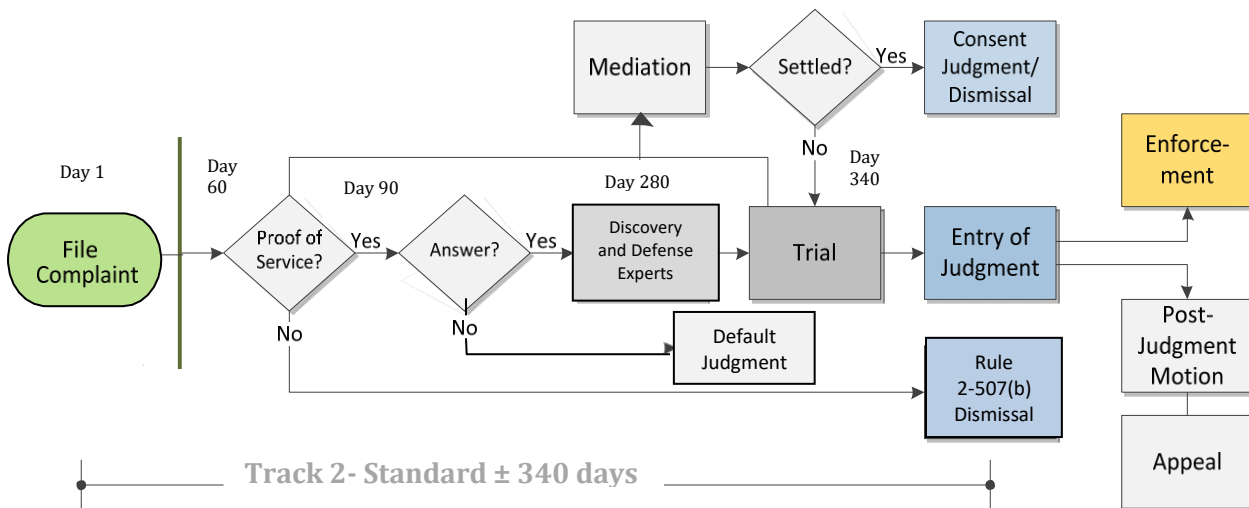 Mediation
Settled?
Yes
Consent
Judgment/
Dismissal
No
Day
340
Enforce-
ment
Day 1
Day
60
Day 90
Day 280
File
Complaint
Proof of
Service?
Yes
Answer?
Yes
Discovery
and Defense
Experts
Trial
Entry of
Judgment
No
No
Default
Judgment
Rule
2-507(b)
Dismissal
Post-
Judgment
Motion
Appeal
Track 2- Standard ± 340 days